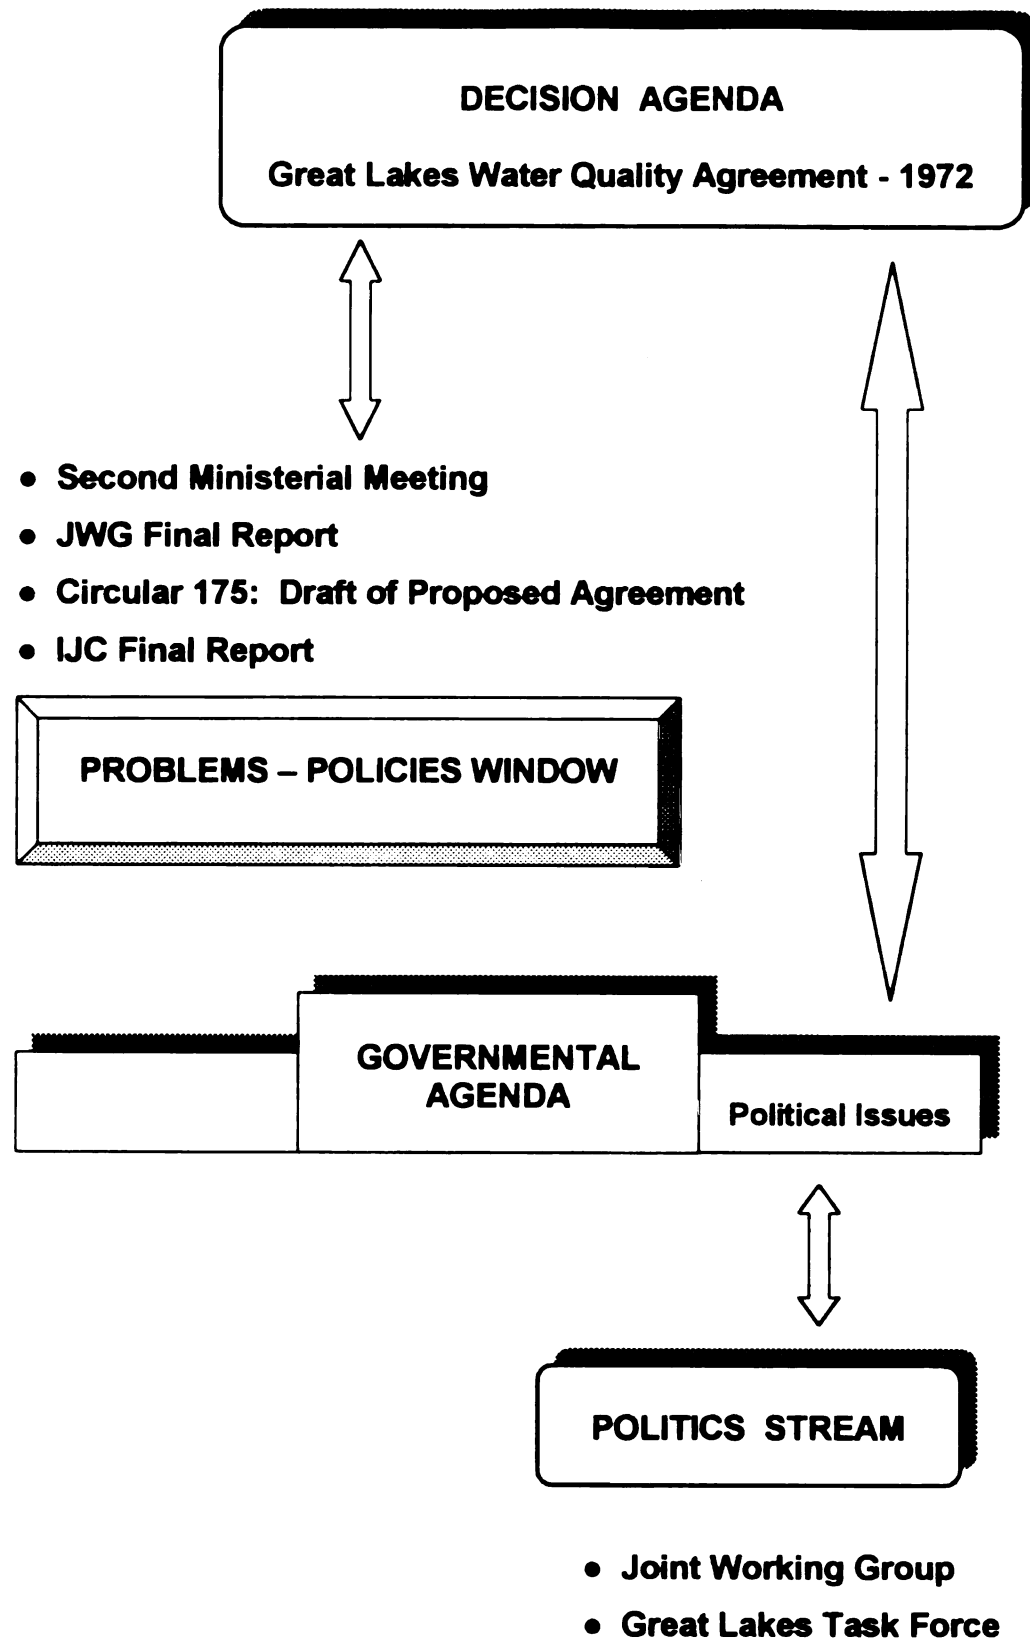 DECISION AGENDA
Great Lakes Water Quality Agreement - 1972
● Second Ministerial Meeting
● JWG Final Report
● Circular 175: Draft of Proposed Agreement
● IJC Final Report
PROBLEMS – POLICIES WINDOW
GOVERNMENTAL
AGENDA
Political Issues
POLITICS STREAM
● Joint Working Group
● Great Lakes Task Force